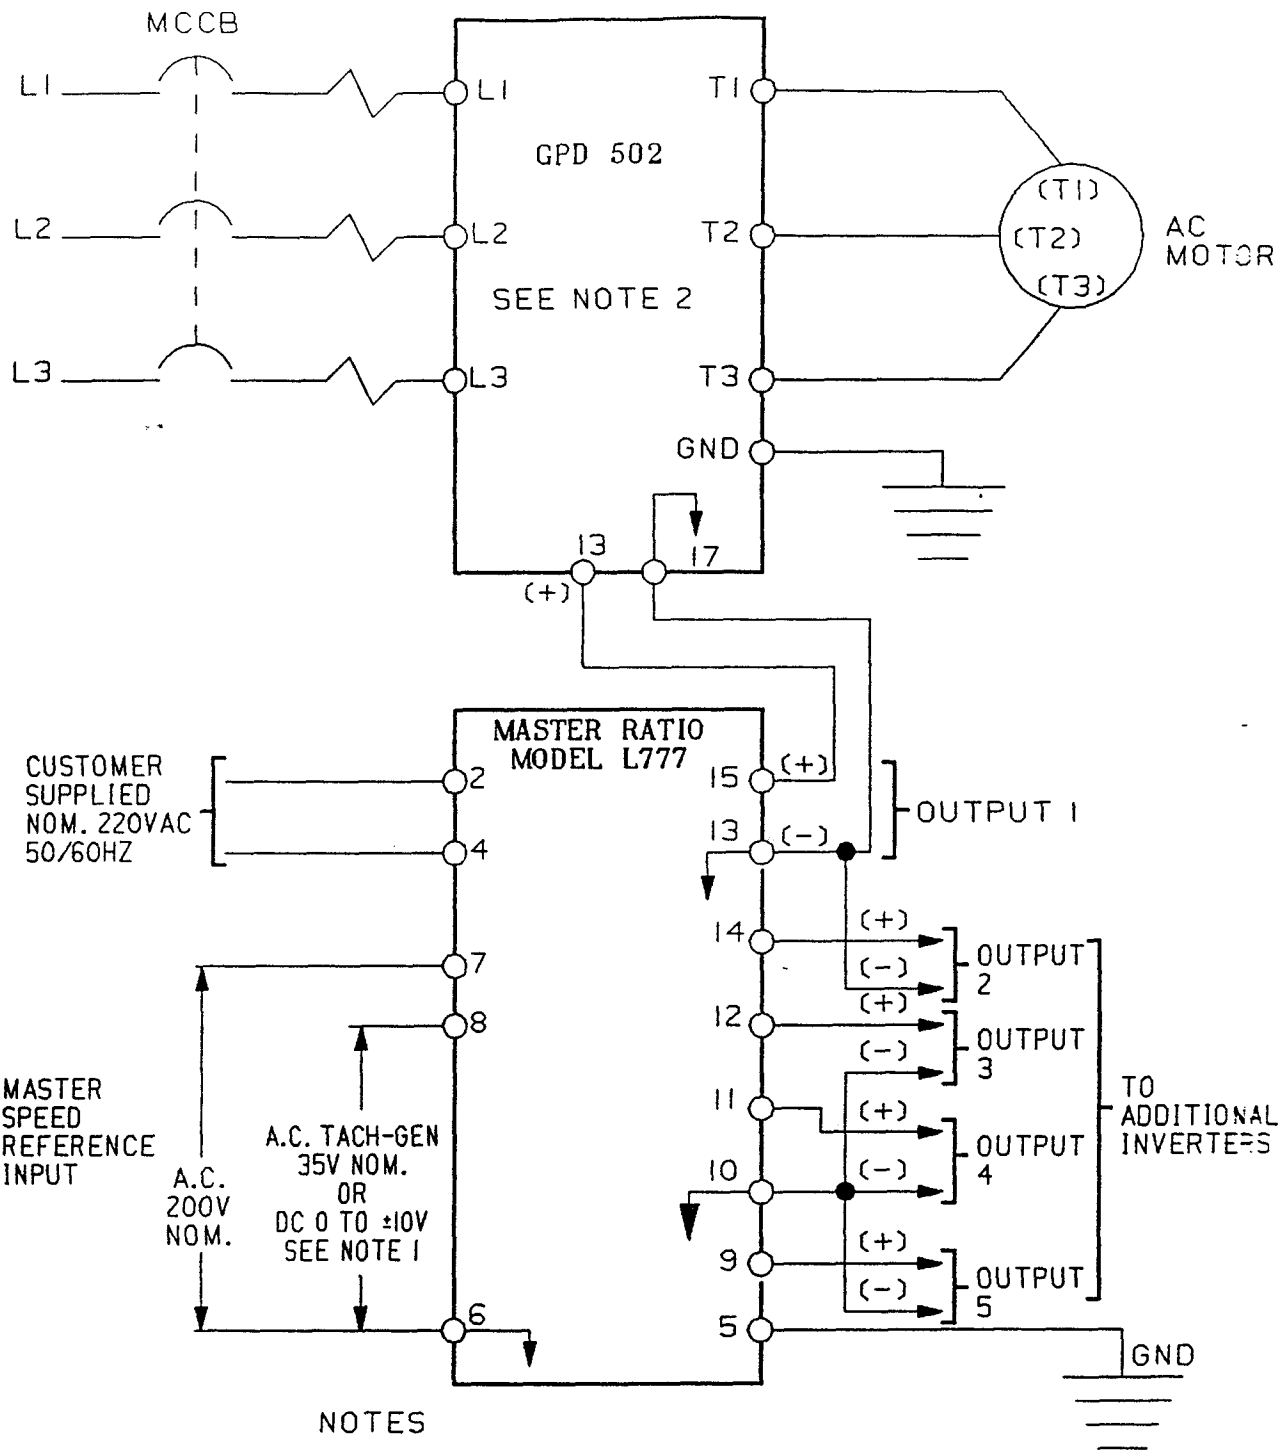 MCCB
L1
L1
T1
GPD 502
(T1)
L2
L2
T2
(T2)
AC
MOTOR
SEE NOTE 2
(T3)
L3
L3
T3
GND
13
17
(+)
MASTER RATIO
MODEL L777
CUSTOMER
SUPPLIED
NOM. 220VAC
50/60HZ
2
4
15
(+)
13
(-)
OUTPUT 1
14
(+)
(-)
OUTPUT
2
7
8
12
(+)
(-)
OUTPUT
3
11
(+)
10
(-)
OUTPUT
4
9
(+)
(-)
OUTPUT
5
TO
ADDITIONAL
INVERTERS
MASTER
SPEED
REFERENCE
INPUT
A.C.
200V
NOM.
A.C. TACH-GEN
35V NOM.
OR
DC 0 TO ±10V
SEE NOTE 1
6
5
GND
NOTES